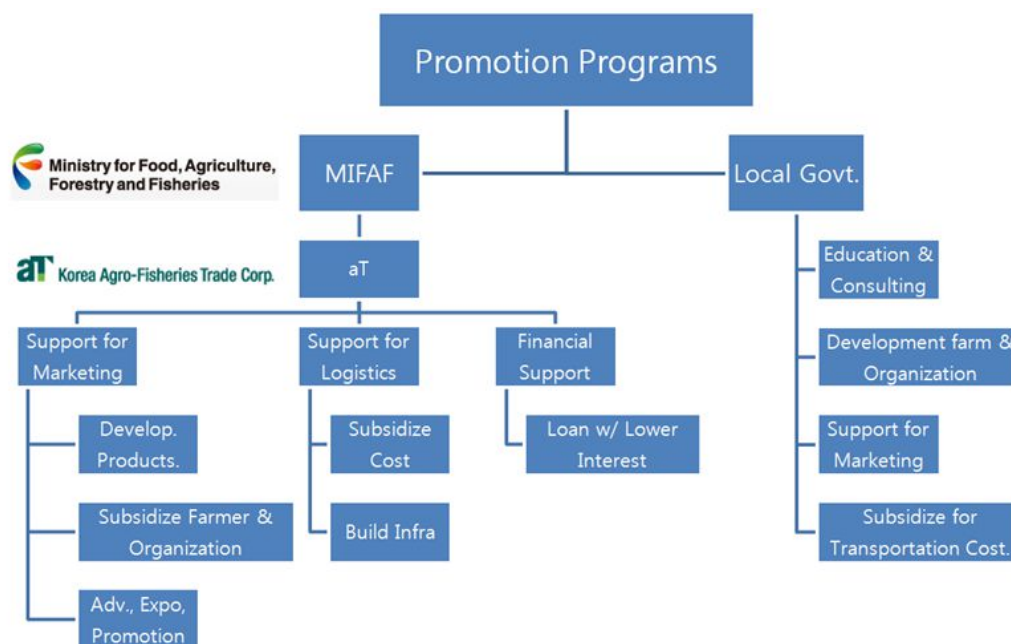 Promotion Programs
Ministry for Food, Agriculture,
Forestry and Fisheries
MIFAF
Local Govt.
aT Korea Agro-Fisheries Trade Corp.
aT
Support for
Marketing
Develop.
Products.
Subsidize Farmer &
Organization
Adv., Expo,
Promotion
Support for
Logistics
Subsidize
Cost
Build Infra
Financial
Support
Loan w/ Lower
Interest
Education &
Consulting
Development farm &
Organization
Support for
Marketing
Subsidize for
Transportation Cost.